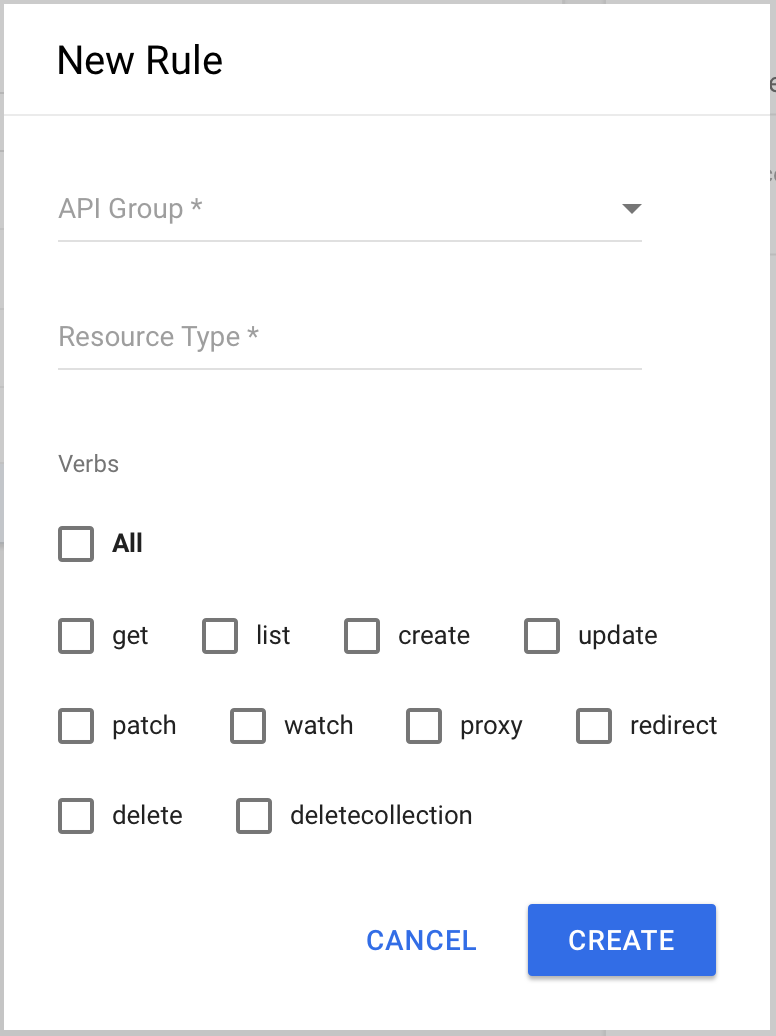 New Rule
API Group *
Resource Type *
Verbs
All
get list create update
patch watch proxy redirect
delete deletecollection
CANCEL CREATE